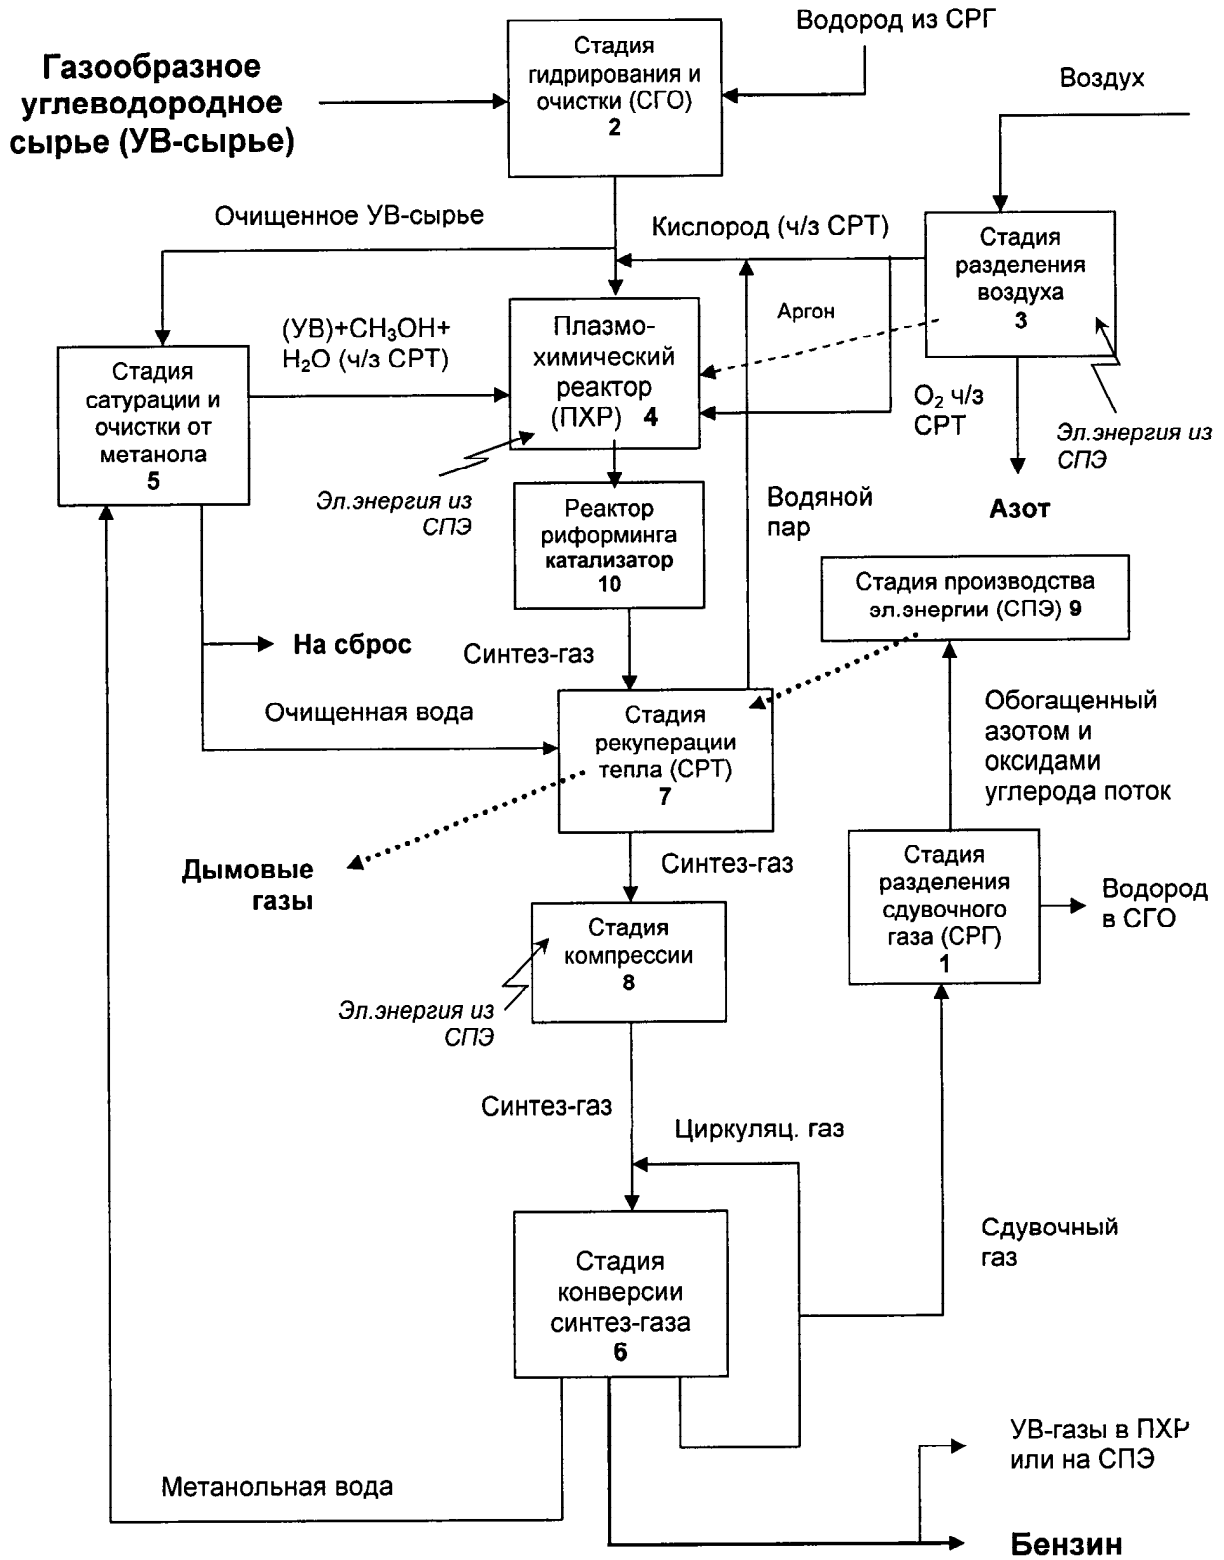 Водород из СРГ
Газообразное
углеводородное
сырье (УВ-сырье)
Стадия
гидрирования и
очистки (СГО)
2
Воздух
Очищенное УВ-сырье
Кислород (ч/з СРТ)
Стадия
разделения
воздуха
3
(УВ)+CH₃OH+
H₂O (ч/з СРТ)
Плазмо-
химический
реактор
(ПХР) 4
Аргон
Стадия
сатурации и
очистки от
метанола
5
O₂ ч/з
СРТ
Эл.энергия из
СПЭ
Эл.энергия из
СПЭ
Азот
Водяной
пар
Реактор
риформинга
катализатор
10
Стадия производства
эл.энергии (СПЭ) 9
На сброс
Синтез-газ
Очищенная вода
Стадия
рекуперации
тепла (СРТ)
7
Обогащенный
азотом и
оксидами
углерода поток
Дымовые
газы
Синтез-газ
Стадия
разделения
сдувочного
газа (СРГ)
1
Водород
в СГО
Стадия
компрессии
8
Эл.энергия из
СПЭ
Синтез-газ
Циркуляц. газ
Сдувочный
газ
Стадия
конверсии
синтез-газа
6
УВ-газы в ПХР
или на СПЭ
Метанольная вода
Бензин